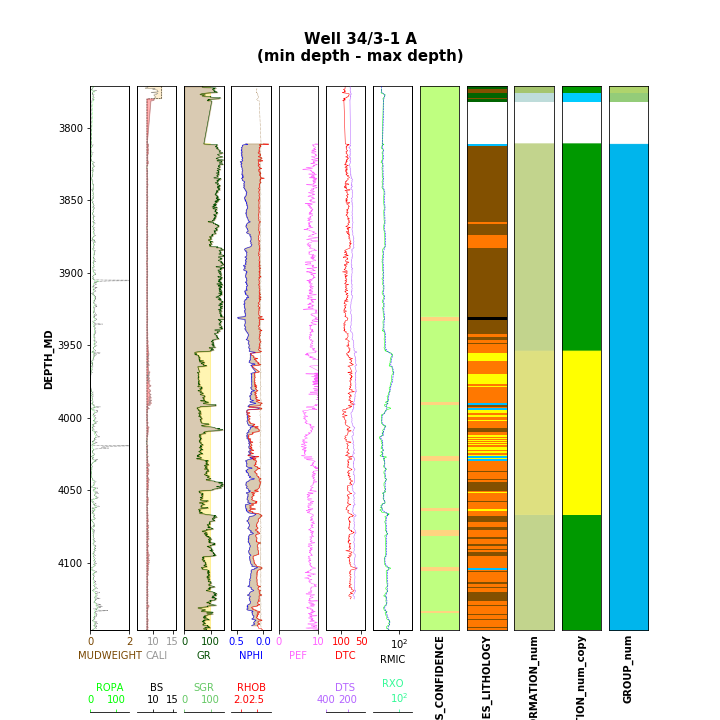 Well 34/3-1 A
(min depth - max depth)
DEPTH_MD
3800
3850
3900
3950
4000
4050
4100
0 2 10 15 0 100 0.5 0.0 0 10 100 50 10²
MUDWEIGHT CALI GR NPHI PEF DTC RMIC
ROPA BS SGR RHOB DTS RXO
0 100 10 15 0 100 2.0 2.5 400 200 10²
S_CONFIDENCE
ES_LITHOLOGY
RMATION_num
TION_num_copy
GROUP_num